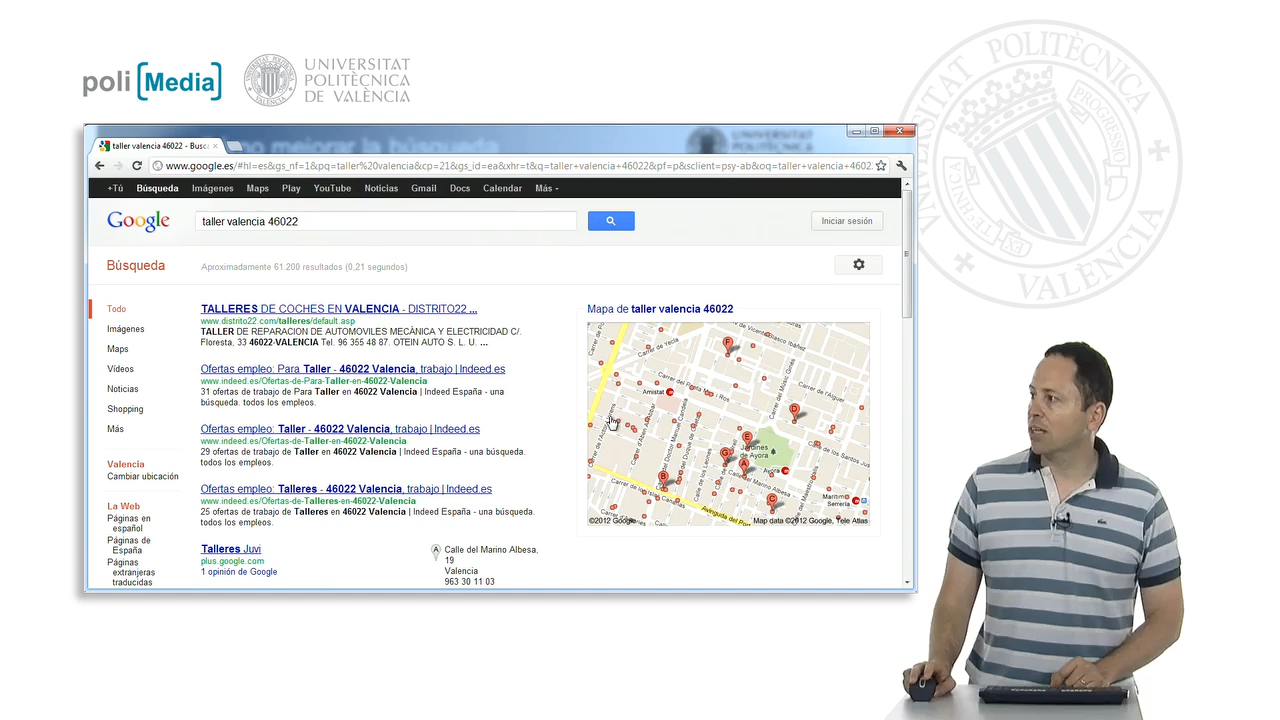 poli [Media]
UNIVERSITAT
POLITÈCNICA
DE VALÈNCIA
UNIVERSITAT POLITÈCNICA
VALÈNCIA
taller valencia 46022 - Busca
www.google.es/#hl=es&gs_nf=1&pq=taller%20valencia&cp=21&gs_id=ea&xhr=t&q=taller+valencia+46022&pf=p&sclient=psy-ab&oq=taller+valencia+4602
+Tú Búsqueda Imágenes Maps Play YouTube Noticias Gmail Docs Calendar Más
Google
taller valencia 46022
Iniciar sesión
Búsqueda
Aproximadamente 61.200 resultados (0,21 segundos)
Todo
Imágenes
Maps
Vídeos
Noticias
Shopping
Más
Valencia
Cambiar ubicación
La Web
Páginas en
español
Páginas de
España
Páginas
extranjeras
traducidas
TALLERES DE COCHES EN VALENCIA - DISTRITO22 ...
www.distrito22.com/talleres/default.asp
TALLER DE REPARACION DE AUTOMOVILES MECÀNICA Y ELECTRICIDAD C/.
Floresta, 33 46022-VALENCIA Tel. 96 355 48 87. OTEIN AUTO S. L. U. ...
Ofertas empleo: Para Taller - 46022 Valencia, trabajo | Indeed.es
www.indeed.es/Ofertas-de-Para-Taller-en-46022-Valencia
31 ofertas de trabajo de Para Taller en 46022 Valencia | Indeed España - una
búsqueda. todos los empleos.
Ofertas empleo: Taller - 46022 Valencia, trabajo | Indeed.es
www.indeed.es/Ofertas-de-Taller-en-46022-Valencia
29 ofertas de trabajo de Taller en 46022 Valencia | Indeed España - una búsqueda.
todos los empleos.
Ofertas empleo: Talleres - 46022 Valencia, trabajo | Indeed.es
www.indeed.es/Ofertas-de-Talleres-en-46022-Valencia
25 ofertas de trabajo de Talleres en 46022 Valencia | Indeed España - una búsqueda.
todos los empleos.
Talleres Juvi
plus.google.com
1 opinión de Google
A
Calle del Marino Albesa,
19
Valencia
963 30 11 03
Mapa de taller valencia 46022
Carrer de Yecla
Amistat
Jardines
de Ayora
Ayora
Marítim
Serrería
F
D
E
G
A
B
C
©2012 Google
Map data ©2012 Google, Tele Atlas